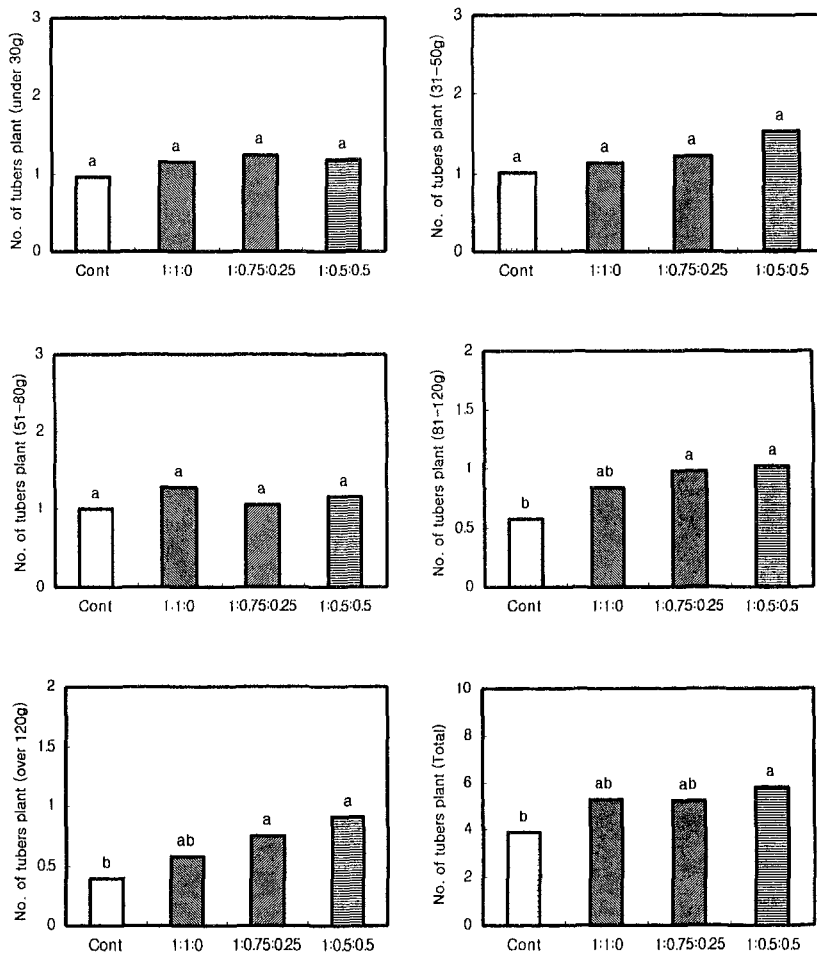 No. of tubers plant (under 30g)
3
2
1
0
a
a
a
a
Cont
1:1:0
1:0.75:0.25
1:0.5:0.5
No. of tubers plant (31-50g)
3
2
1
0
a
a
a
a
Cont
1:1:0
1:0.75:0.25
1:0.5:0.5
No. of tubers plant (51-80g)
3
2
1
0
a
a
a
a
Cont
1:1:0
1:0.75:0.25
1:0.5:0.5
No. of tubers plant (81-120g)
2
1.5
1
0.5
0
b
ab
a
a
Cont
1:1:0
1:0.75:0.25
1:0.5:0.5
No. of tubers plant (over 120g)
2
1.5
1
0.5
0
b
ab
a
a
Cont
1:1:0
1:0.75:0.25
1:0.5:0.5
No. of tubers plant (Total)
10
8
6
4
2
0
b
ab
ab
a
Cont
1:1:0
1:0.75:0.25
1:0.5:0.5